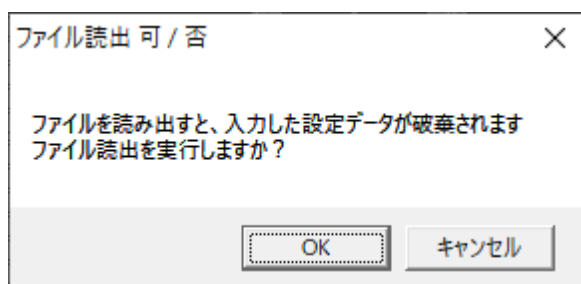 ファイル読出 可 / 否
ファイルを読み出すと、入力した設定データが破棄されます
ファイル読出を実行しますか？
OK
キャンセル